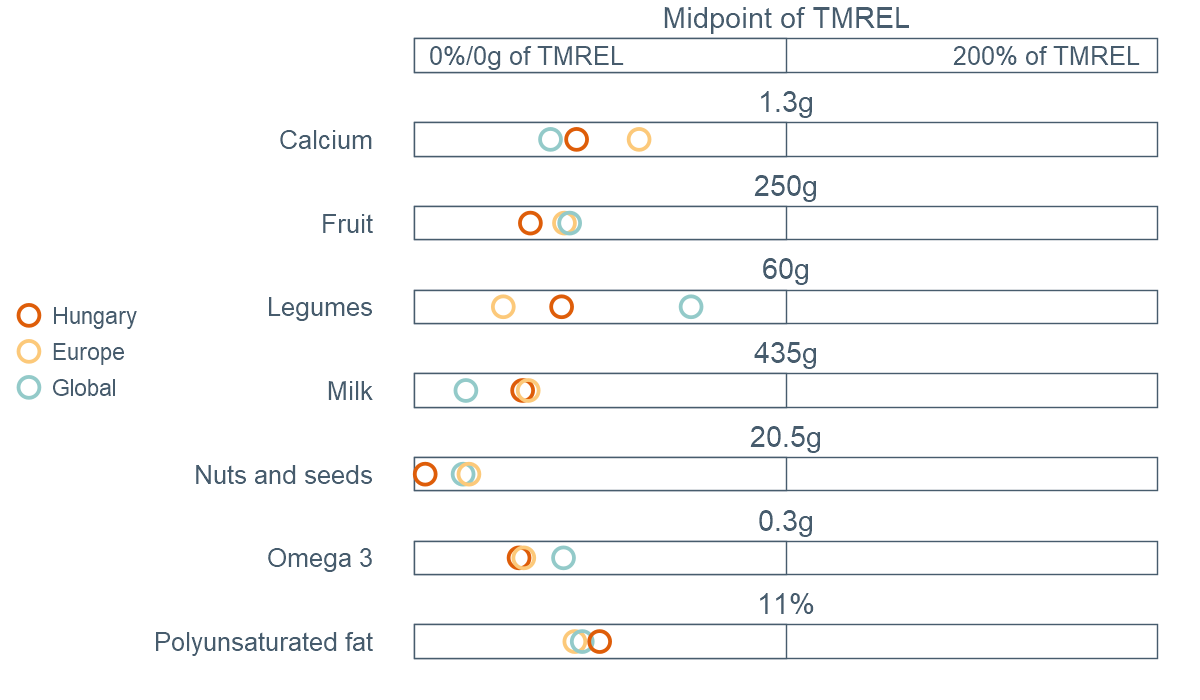 Midpoint of TMREL
0%/0g of TMREL
200% of TMREL
1.3g
Calcium
250g
Fruit
60g
Legumes
Hungary
Europe
Global
435g
Milk
20.5g
Nuts and seeds
0.3g
Omega 3
11%
Polyunsaturated fat